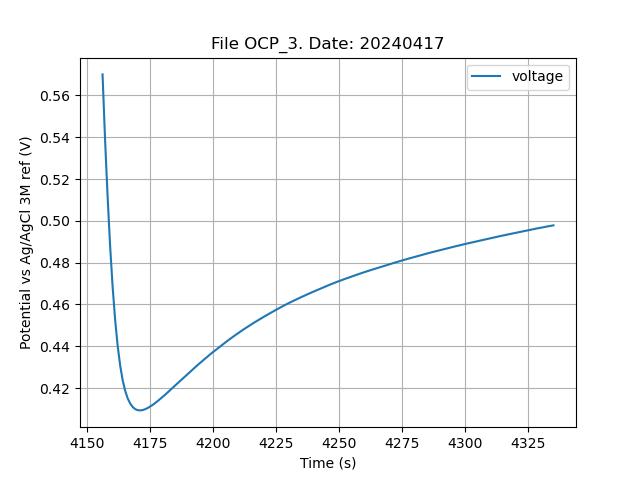 File OCP_3. Date: 20240417
voltage
Potential vs Ag/AgCl 3M ref (V)
0.56
0.54
0.52
0.50
0.48
0.46
0.44
0.42
4150 4175 4200 4225 4250 4275 4300 4325
Time (s)